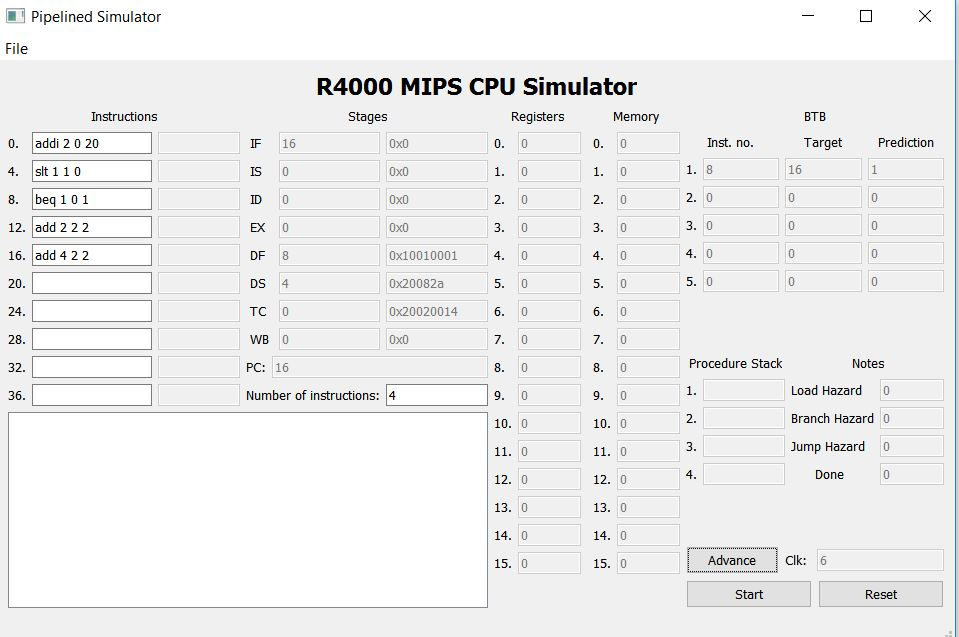 Pipelined Simulator
File
R4000 MIPS CPU Simulator
Instructions Stages Registers Memory BTB
Inst. no. Target Prediction
0. addi 2 0 20 IF 16 0x0 0. 0 0. 0
1. 8 16 1
4. slt 1 1 0 IS 0 0x0 1. 0 1. 0
2. 0 0 0
8. beq 1 0 1 ID 0 0x0 2. 0 2. 0
3. 0 0 0
12. add 2 2 2 EX 0 0x0 3. 0 3. 0
4. 0 0 0
16. add 4 2 2 DF 8 0x10010001 4. 0 4. 0
5. 0 0 0
20. DS 4 0x20082a 5. 0 5. 0
24. TC 0 0x20020014 6. 0 6. 0
28. WB 0 0x0 7. 0 7. 0
Procedure Stack Notes
32. PC: 16 8. 0 8. 0
1. Load Hazard 0
36. Number of instructions: 4 9. 0 9. 0
2. Branch Hazard 0
10. 0 10. 0
3. Jump Hazard 0
11. 0 11. 0
4. Done 0
12. 0 12. 0
13. 0 13. 0
14. 0 14. 0
15. 0 15. 0
Advance Clk: 6
Start Reset